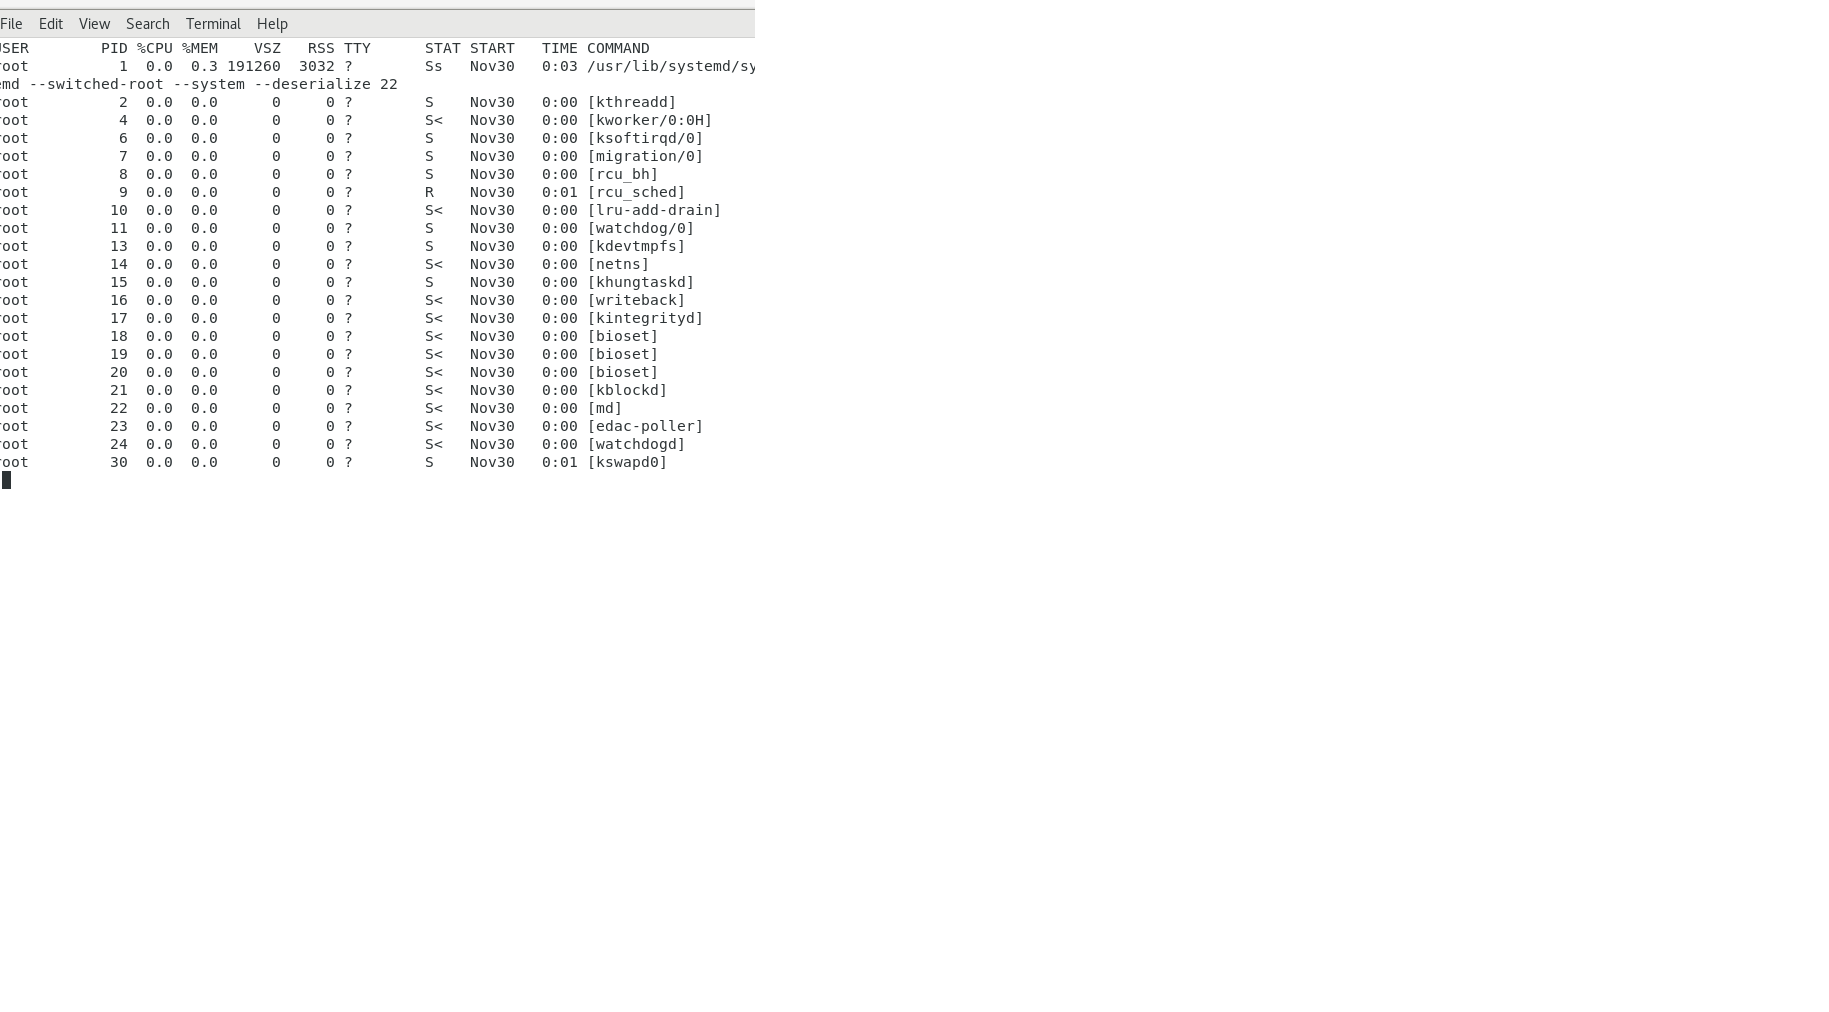 File Edit View Search Terminal Help
USER PID %CPU %MEM VSZ RSS TTY STAT START TIME COMMAND
root 1 0.0 0.3 191260 3032 ? Ss Nov30 0:03 /usr/lib/systemd/sy
emd --switched-root --system --deserialize 22
root 2 0.0 0.0 0 0 ? S Nov30 0:00 [kthreadd]
root 4 0.0 0.0 0 0 ? S< Nov30 0:00 [kworker/0:0H]
root 6 0.0 0.0 0 0 ? S Nov30 0:00 [ksoftirqd/0]
root 7 0.0 0.0 0 0 ? S Nov30 0:00 [migration/0]
root 8 0.0 0.0 0 0 ? S Nov30 0:00 [rcu_bh]
root 9 0.0 0.0 0 0 ? R Nov30 0:01 [rcu_sched]
root 10 0.0 0.0 0 0 ? S< Nov30 0:00 [lru-add-drain]
root 11 0.0 0.0 0 0 ? S Nov30 0:00 [watchdog/0]
root 13 0.0 0.0 0 0 ? S Nov30 0:00 [kdevtmpfs]
root 14 0.0 0.0 0 0 ? S< Nov30 0:00 [netns]
root 15 0.0 0.0 0 0 ? S Nov30 0:00 [khungtaskd]
root 16 0.0 0.0 0 0 ? S< Nov30 0:00 [writeback]
root 17 0.0 0.0 0 0 ? S< Nov30 0:00 [kintegrityd]
root 18 0.0 0.0 0 0 ? S< Nov30 0:00 [bioset]
root 19 0.0 0.0 0 0 ? S< Nov30 0:00 [bioset]
root 20 0.0 0.0 0 0 ? S< Nov30 0:00 [bioset]
root 21 0.0 0.0 0 0 ? S< Nov30 0:00 [kblockd]
root 22 0.0 0.0 0 0 ? S< Nov30 0:00 [md]
root 23 0.0 0.0 0 0 ? S< Nov30 0:00 [edac-poller]
root 24 0.0 0.0 0 0 ? S< Nov30 0:00 [watchdogd]
root 30 0.0 0.0 0 0 ? S Nov30 0:01 [kswapd0]